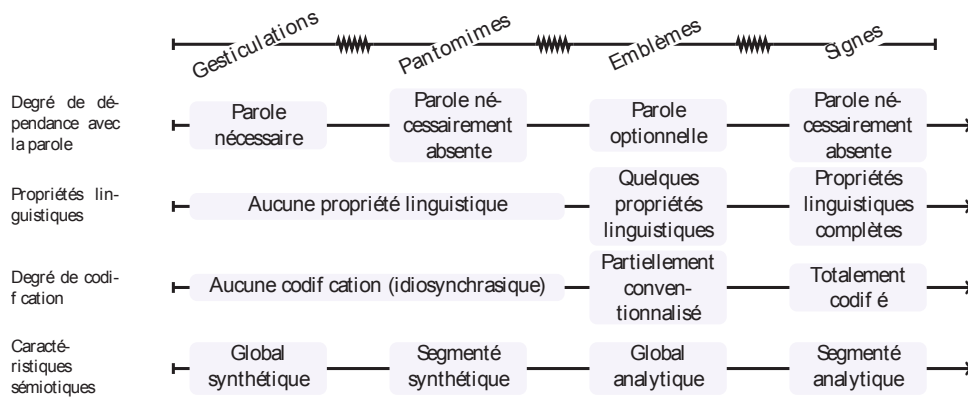 Gesticulations Pantomimes Emblèmes Signes
Degré de dé-
pendance avec
la parole
Parole
nécessaire
Parole né-
cessairement
absente
Parole
optionnelle
Parole né-
cessairement
absente
Propriétés lin-
guistiques
Aucune propriété linguistique
Quelques
propriétés
linguistiques
Propriétés
linguistiques
complètes
Degré de codi-
f cation
Aucune codif cation (idiosynchrasique)
Partiellement
conven-
tionnalisé
Totalement
codif é
Caracté-
ristiques
sémiotiques
Global
synthétique
Segmenté
synthétique
Global
analytique
Segmenté
analytique